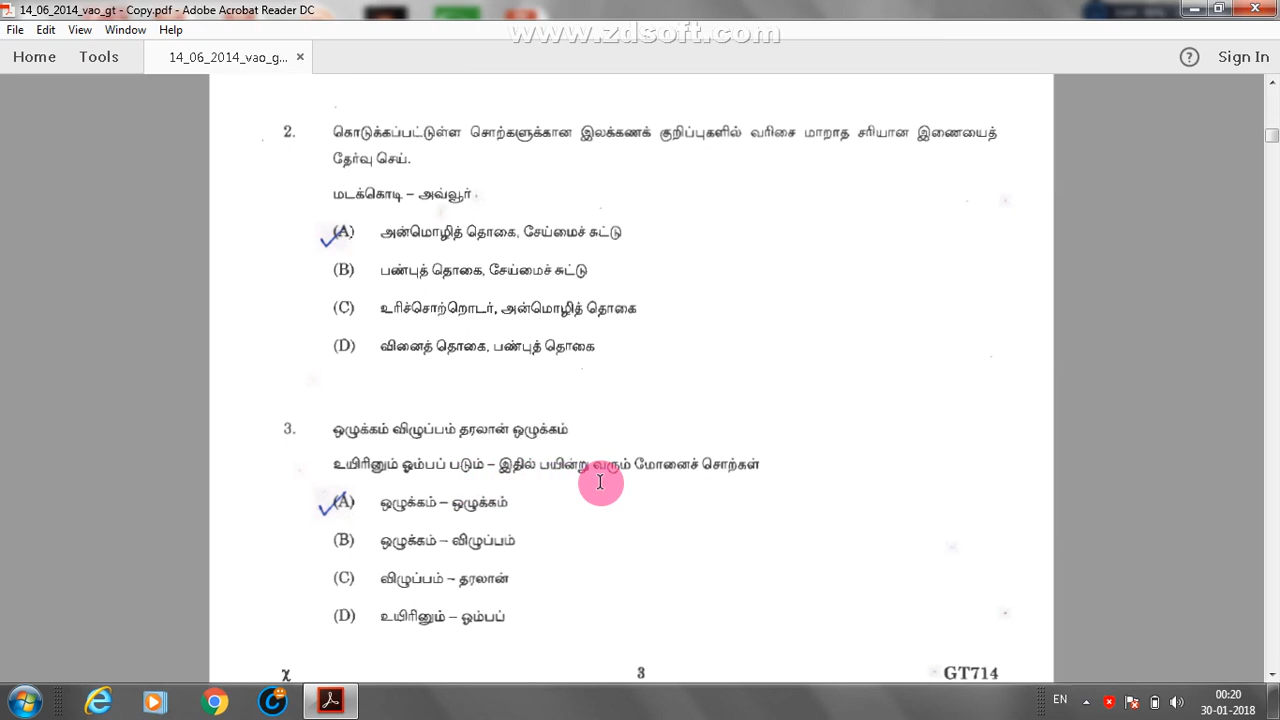 14_06_2014_vao_gt - Copy.pdf - Adobe Acrobat Reader DC
File Edit View Window Help
www.zdsoft.com
Home Tools 14_06_2014_vao_g... × Sign In
2. கொடுக்கப்பட்டுள்ள சொற்களுக்கான இலக்கணக் குறிப்புகளில் வரிசை மாறாத சரியான இணையைத்
தேர்வு செய்.
மடக்கொடி – அவ்வூர்
(A) அன்மொழித் தொகை, சேய்மைச் சுட்டு
(B) பண்புத் தொகை, சேய்மைச் சுட்டு
(C) உரிச்சொற்றொடர், அன்மொழித் தொகை
(D) வினைத் தொகை, பண்புத் தொகை
3. ஒழுக்கம் விழுப்பம் தரலான் ஒழுக்கம்
உயிரினும் ஓம்பப் படும் – இதில் பயின்று வரும் மோனைச் சொற்கள்
(A) ஒழுக்கம் – ஒழுக்கம்
(B) ஒழுக்கம் – விழுப்பம்
(C) விழுப்பம் – தரலான்
(D) உயிரினும் – ஓம்பப்
χ 3 GT714
EN 00:20
30-01-2018